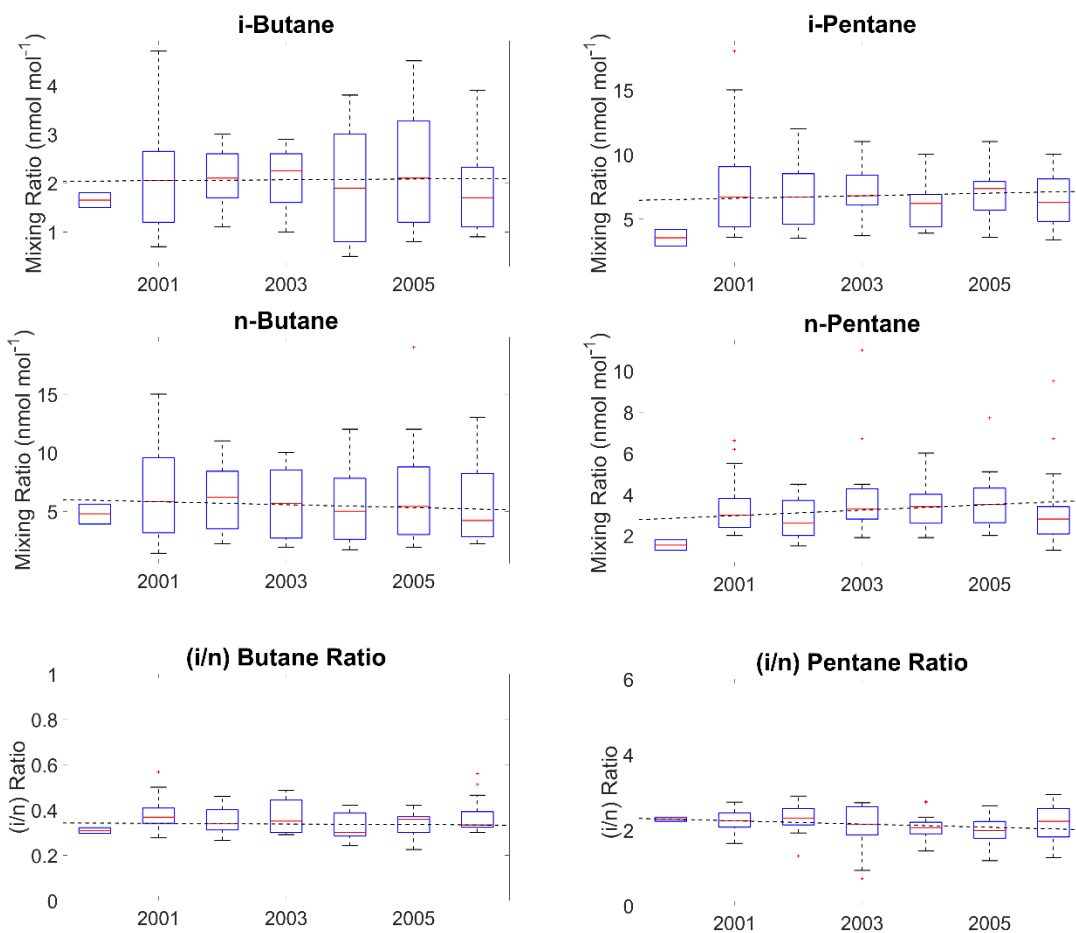 i-Butane
Mixing Ratio (nmol mol⁻¹)
4
3
2
1
2001 2003 2005
i-Pentane
Mixing Ratio (nmol mol⁻¹)
15
10
5
2001 2003 2005
n-Butane
Mixing Ratio (nmol mol⁻¹)
15
10
5
2001 2003 2005
n-Pentane
Mixing Ratio (nmol mol⁻¹)
10
8
6
4
2
2001 2003 2005
(i/n) Butane Ratio
(i/n) Ratio
1
0.8
0.6
0.4
0.2
0
2001 2003 2005
(i/n) Pentane Ratio
(i/n) Ratio
6
4
2
0
2001 2003 2005